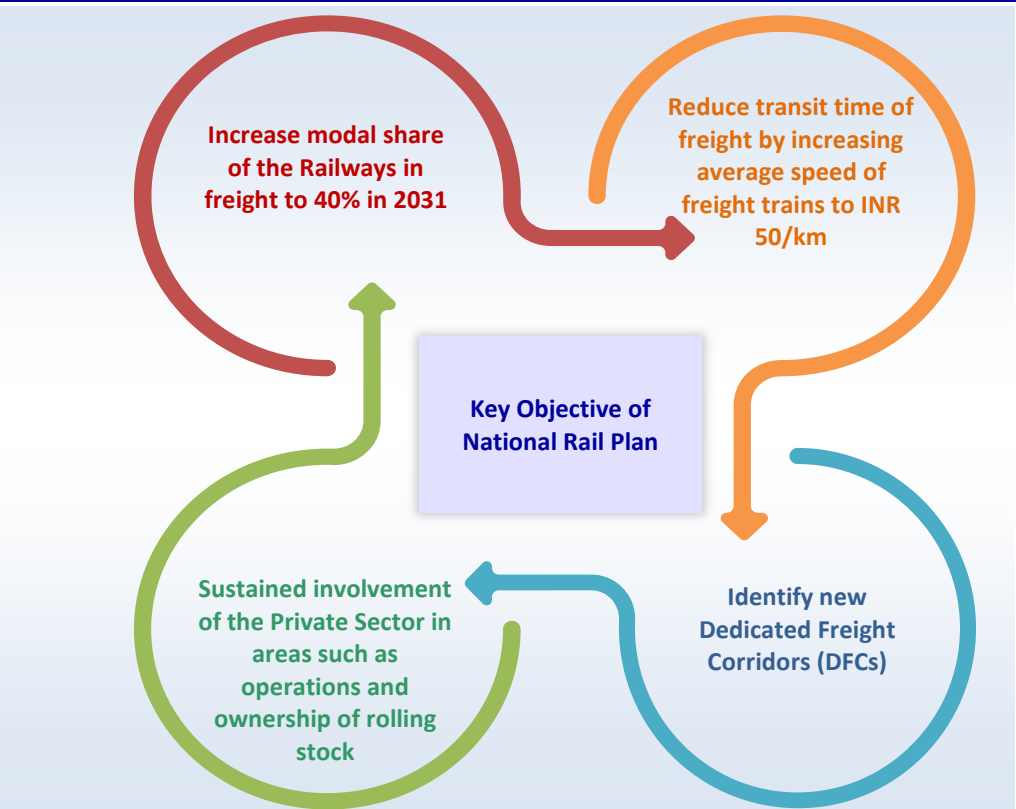 Increase modal share
of the Railways in
freight to 40% in 2031
Reduce transit time of
freight by increasing
average speed of
freight trains to INR
50/km
Key Objective of
National Rail Plan
Identify new
Dedicated Freight
Corridors (DFCs)
Sustained involvement
of the Private Sector in
areas such as
operations and
ownership of rolling
stock